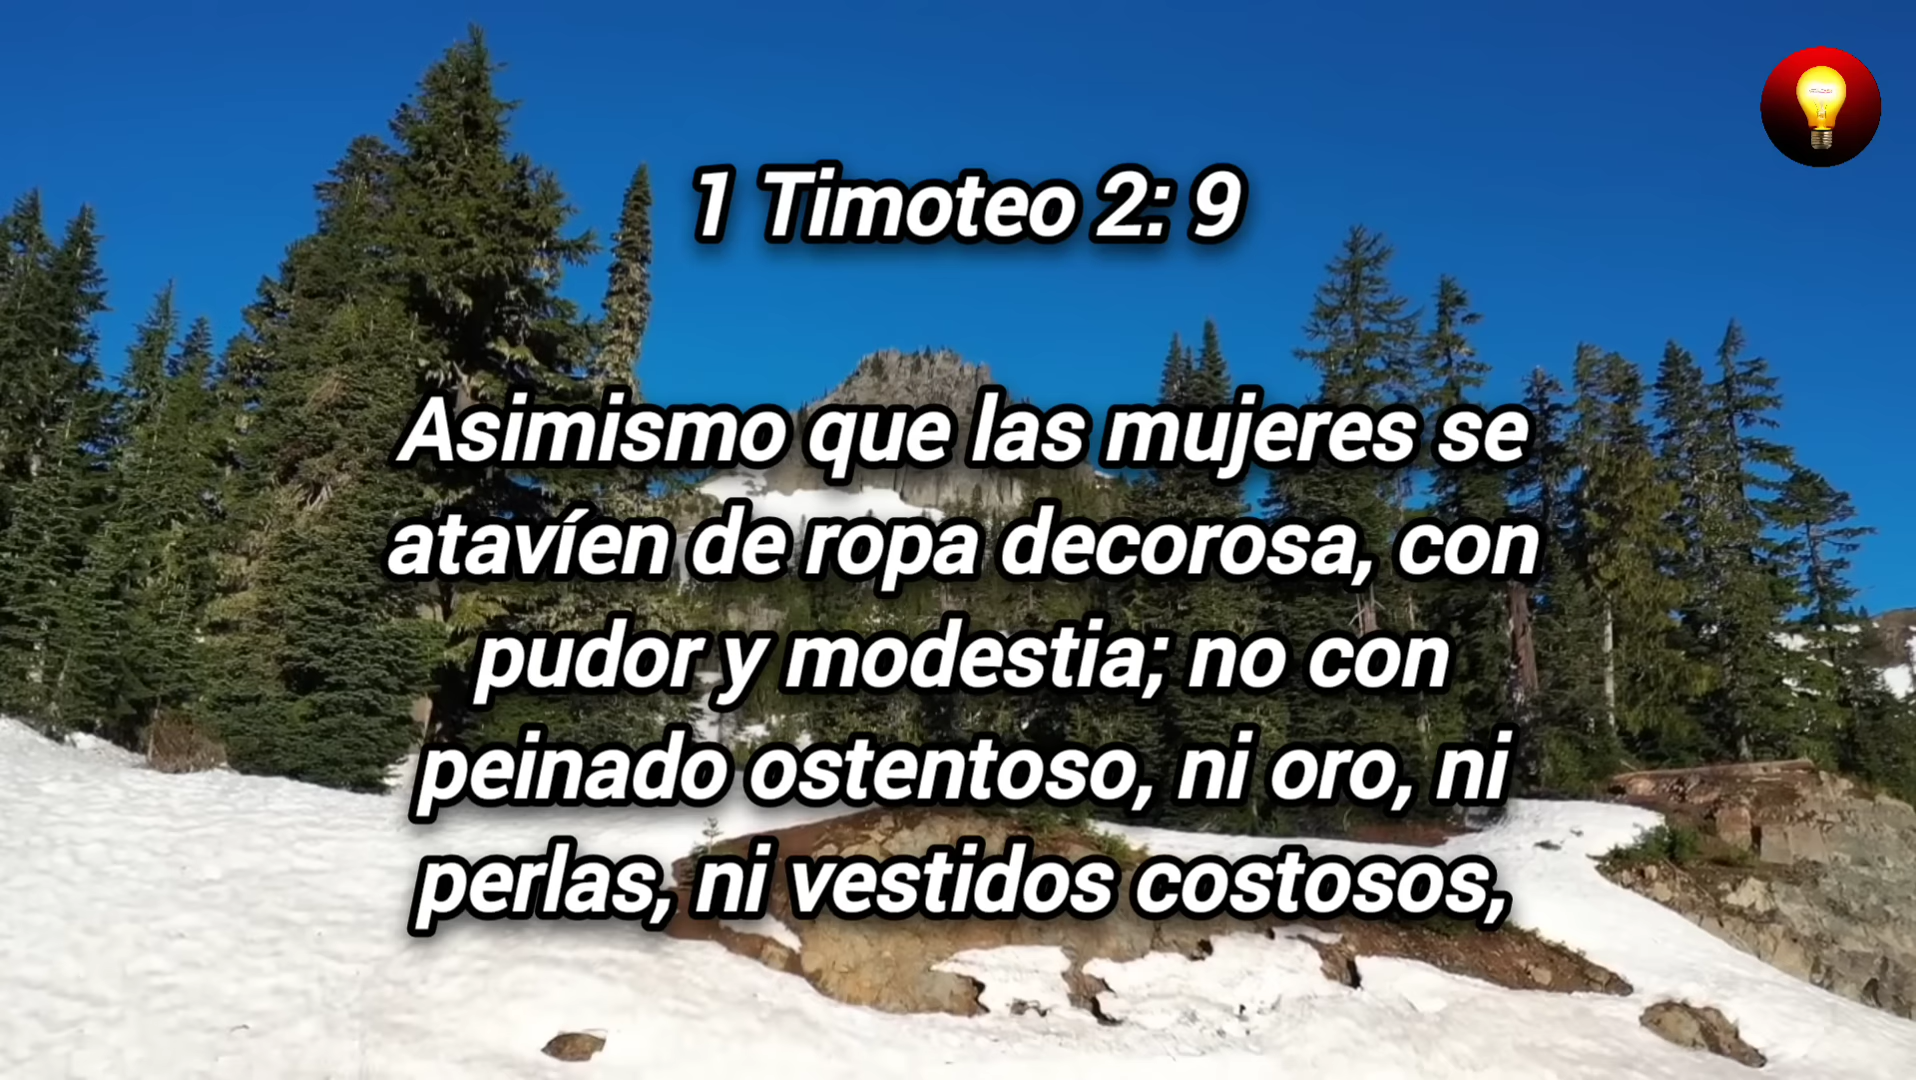 1 Timoteo 2: 9
Asimismo que las mujeres se
atavíen de ropa decorosa, con
pudor y modestia; no con
peinado ostentoso, ni oro, ni
perlas, ni vestidos costosos,